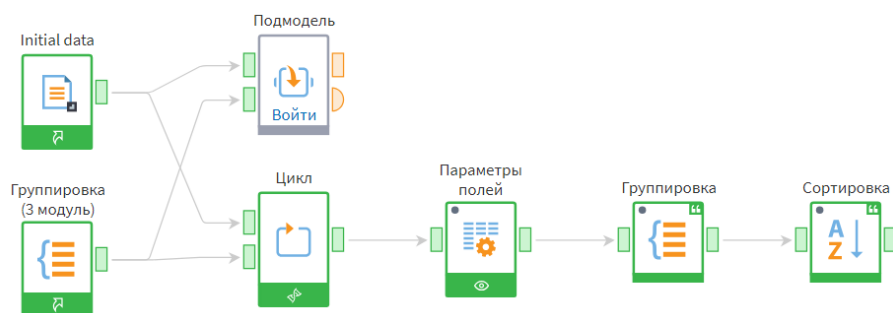 Подмодель
Initial data
Войти
Группировка
(3 модуль)
Цикл
Параметры
полей
Группировка
Сортировка
A
Z